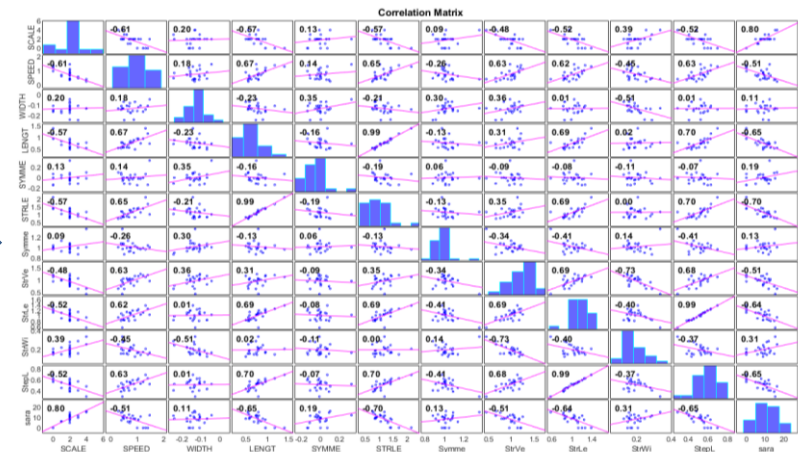 Correlation Matrix
SCALE -0.61 0.20 -0.57 0.13 -0.57 0.09 -0.48 -0.52 0.39 -0.52 0.80
SPEED -0.61 0.18 0.67 0.14 0.65 -0.26 0.63 0.62 -0.45 0.63 -0.51
WIDTH 0.20 0.18 -0.23 0.35 -0.21 0.30 0.36 0.01 -0.51 0.01 0.11
LENGT -0.57 0.67 -0.23 -0.16 0.99 -0.13 0.31 0.69 0.02 0.70 -0.65
SYMME 0.13 0.14 0.35 -0.16 -0.19 0.06 -0.09 -0.08 -0.11 -0.07 0.19
STRLE -0.57 0.65 -0.21 0.99 -0.19 -0.13 0.35 0.69 0.00 0.70 -0.70
Symme 0.09 -0.26 0.30 -0.13 0.06 -0.13 -0.34 -0.41 0.14 -0.41 0.13
StrVe -0.48 0.63 0.36 0.31 -0.09 0.35 -0.34 0.69 -0.73 0.68 -0.51
StrLe -0.52 0.62 0.01 0.69 -0.08 0.69 -0.41 0.69 -0.40 0.99 -0.64
StrWi 0.39 -0.45 -0.51 0.02 -0.11 0.00 0.14 -0.73 -0.40 -0.37 0.31
StepL -0.52 0.63 0.01 0.70 -0.07 0.70 -0.41 0.68 0.99 -0.37 -0.65
sara 0.80 -0.51 0.11 -0.65 0.19 -0.70 0.13 -0.51 -0.64 0.31 -0.65
0 2 4 6 0 1 2 -0.2 -0.1 0 0.5 1 1.5 -0.2 0 0.2 0.5 1 1.5 2 0.8 1 1.2 0.5 1 1.5 0.6 1 1.4 0.2 0.4 0.4 0.6 0.8 0 10 20
SCALE SPEED WIDTH LENGT SYMME STRLE Symme StrVe StrLe StrWi StepL sara